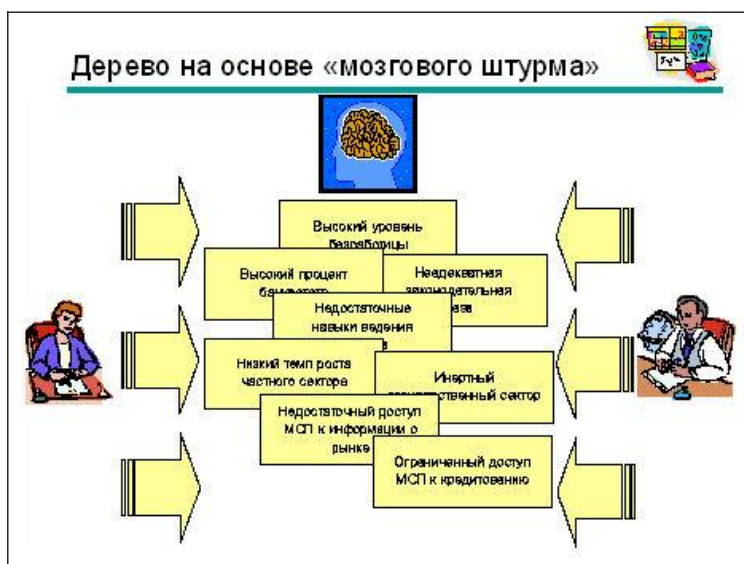 Дерево на основе «мозгового штурма»
Высокий уровень
безработицы
Высокий процент
Неадекватная
законодательная
Недостаточные
навыки ведения
Низкий темп роста
частного сектора
Инертный
сектор
Недостаточный доступ
МСП к информации о
рынке
Ограниченный доступ
МСП к кредитованию